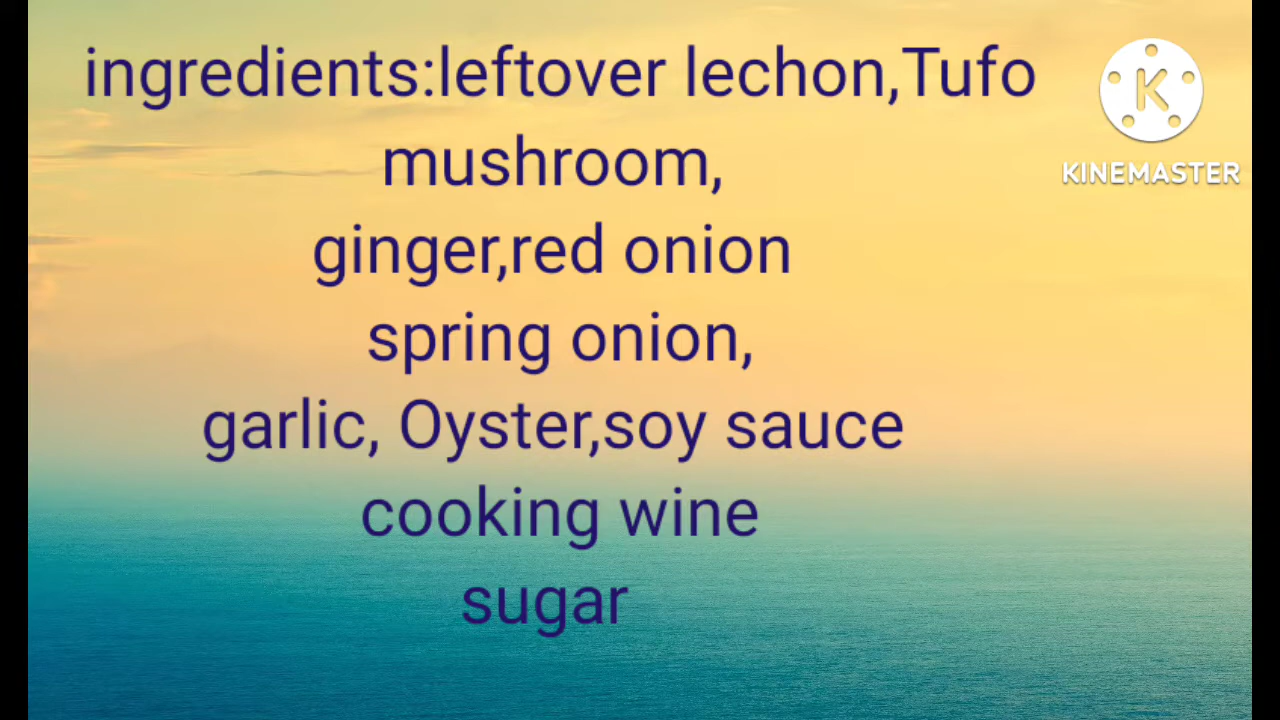 ingredients:leftover lechon,Tufo
mushroom,
ginger,red onion
spring onion,
garlic, Oyster,soy sauce
cooking wine
sugar
K
KINEMASTER